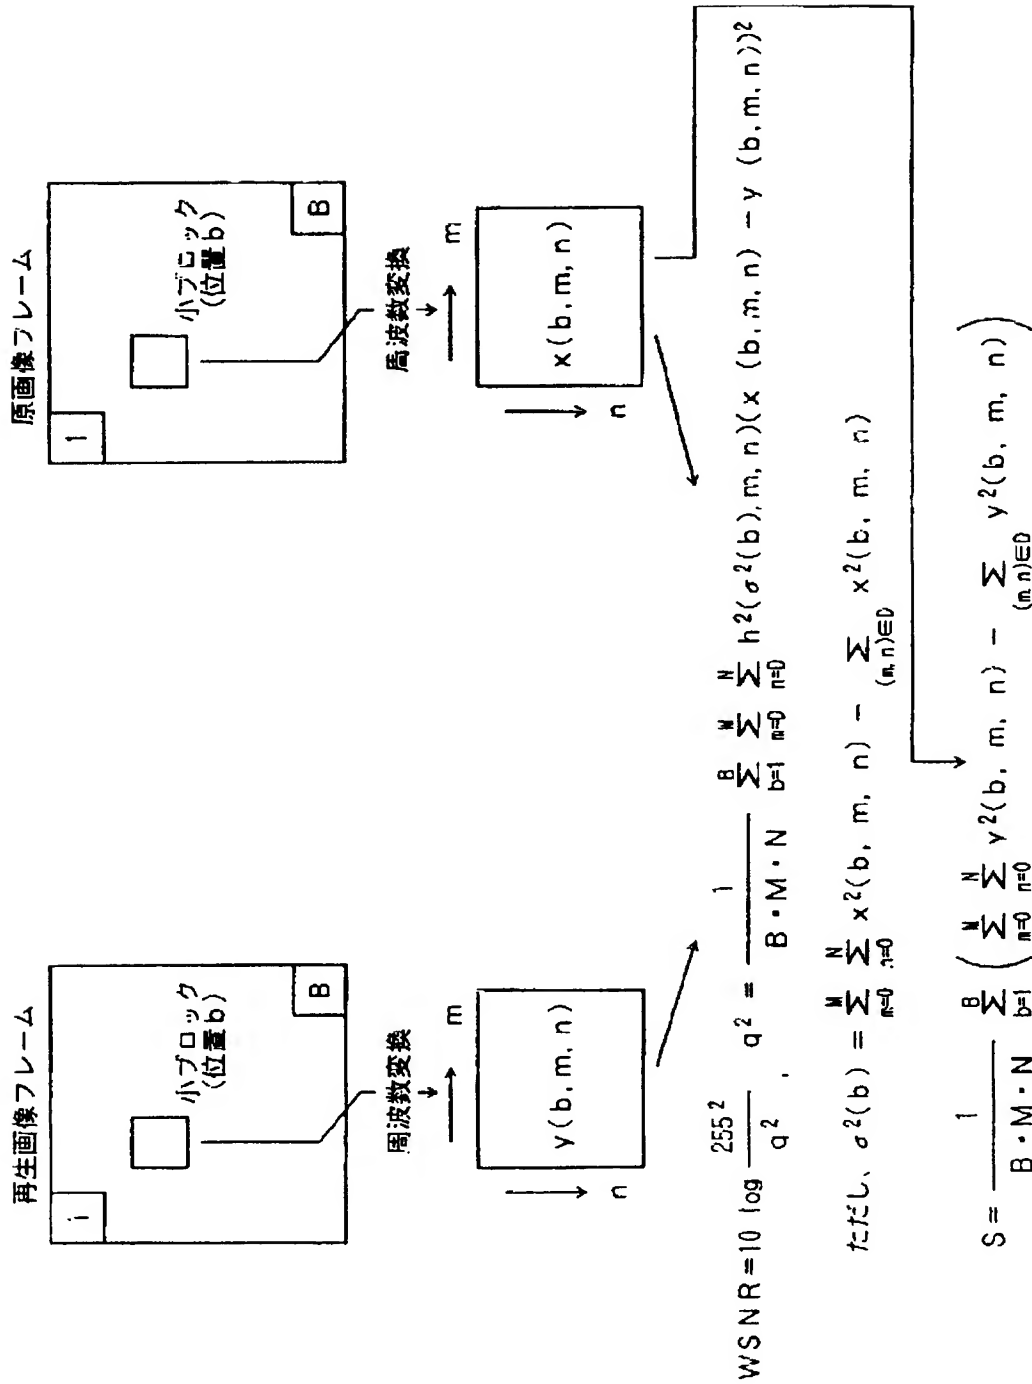 再生画像フレーム
1
小ブロック
(位置b)
B
周波数変換
m
n
y(b,m,n)
原画像フレーム
1
小ブロック
(位置b)
B
周波数変換
m
n
x(b,m,n)
WSNR=10 log 255²/q² , q² = 1/(B・M・N) Σ_{b=1}^{B} Σ_{m=0}^{M} Σ_{n=0}^{N} h²(σ²(b),m,n)(x(b,m,n)−y(b,m,n))²
ただし、σ²(b) = Σ_{m=0}^{M} Σ_{n=0}^{N} x²(b,m,n) − Σ_{(m,n)∈D} x²(b,m,n)
S= 1/(B・M・N) Σ_{b=1}^{B} ( Σ_{m=0}^{M} Σ_{n=0}^{N} y²(b,m,n) − Σ_{(m,n)∈D} y²(b,m,n) )